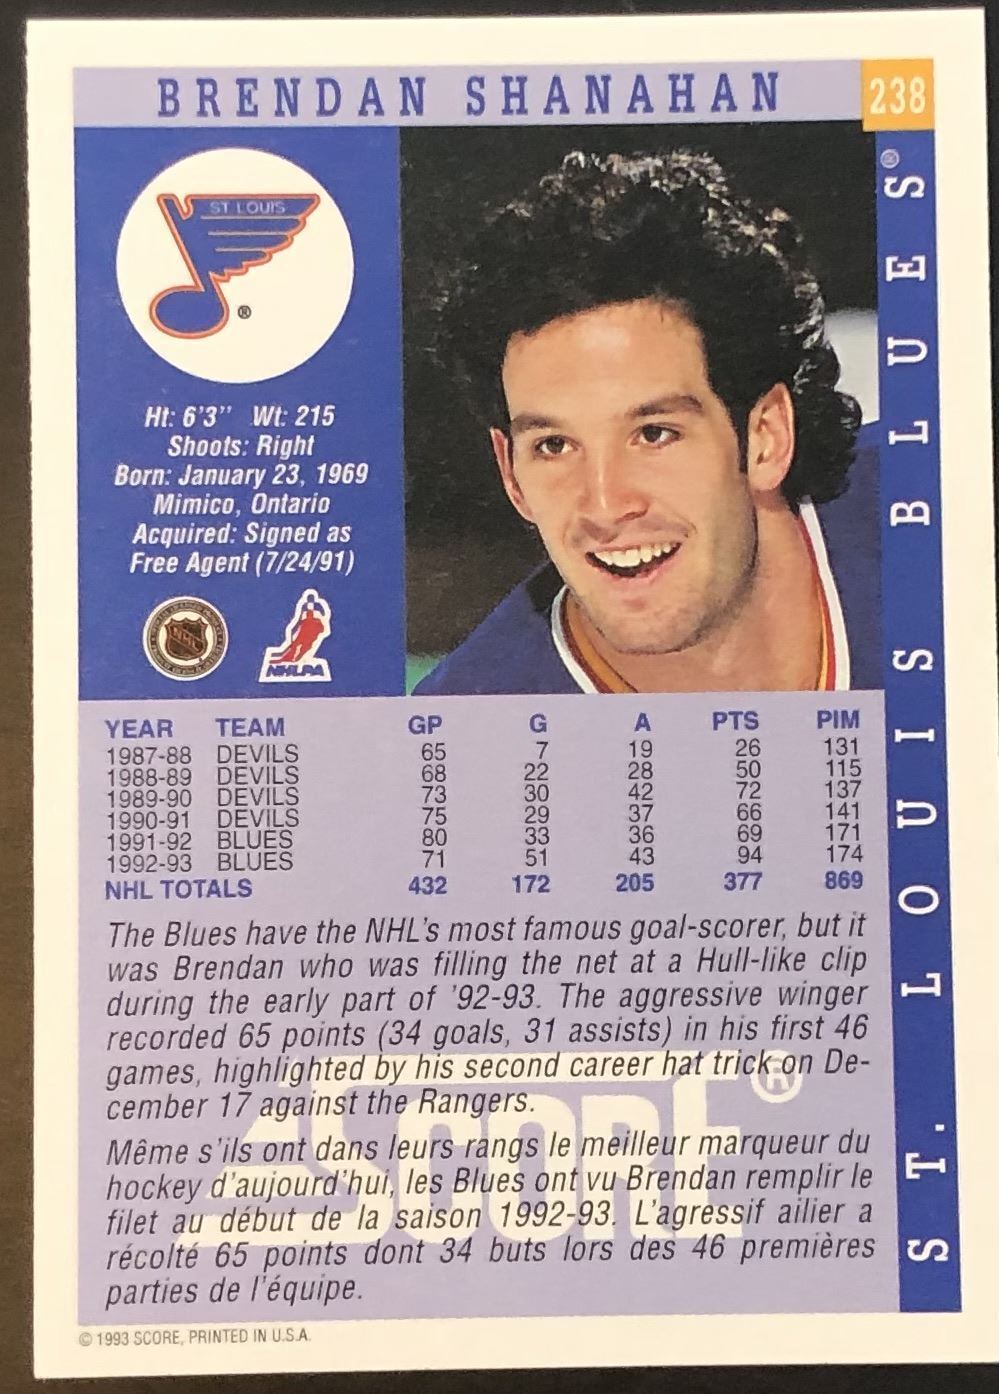 BRENDAN SHANAHAN
238
ST. LOUIS BLUES®
ST LOUIS
®
Ht: 6'3" Wt: 215
Shoots: Right
Born: January 23, 1969
Mimico, Ontario
Acquired: Signed as
Free Agent (7/24/91)
NHL
NHLPA
YEAR TEAM GP G A PTS PIM
1987-88 DEVILS 65 7 19 26 131
1988-89 DEVILS 68 22 28 50 115
1989-90 DEVILS 73 30 42 72 137
1990-91 DEVILS 75 29 37 66 141
1991-92 BLUES 80 33 36 69 171
1992-93 BLUES 71 51 43 94 174
NHL TOTALS 432 172 205 377 869
The Blues have the NHL's most famous goal-scorer, but it
was Brendan who was filling the net at a Hull-like clip
during the early part of '92-93. The aggressive winger
recorded 65 points (34 goals, 31 assists) in his first 46
games, highlighted by his second career hat trick on De-
cember 17 against the Rangers.
Même s'ils ont dans leurs rangs le meilleur marqueur du
hockey d'aujourd'hui, les Blues ont vu Brendan remplir le
filet au début de la saison 1992-93. L'agressif ailier a
récolté 65 points dont 34 buts lors des 46 premières
parties de l'équipe.
SCORE®
© 1993 SCORE, PRINTED IN U.S.A.